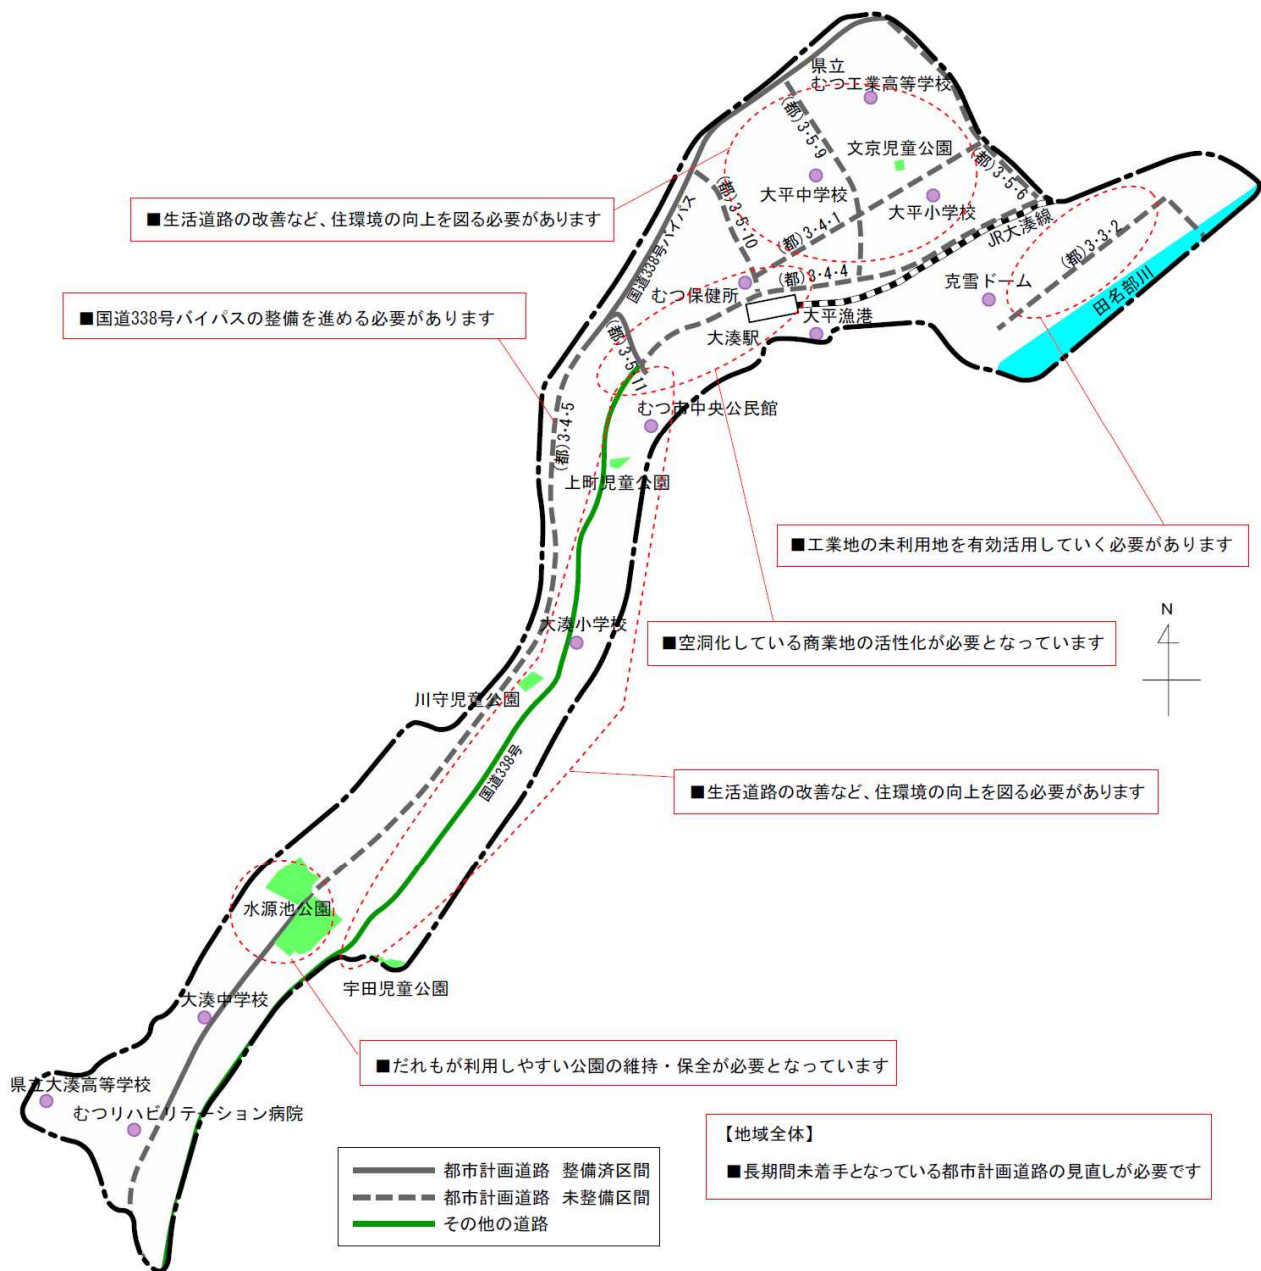 県立
むつ工業高等学校
(都)3・5・9
文京児童公園
大平中学校
(都)3・5・6
大平小学校
(都)3・5・10
(都)3・4・1
JR大湊線
(都)3・3・2
■生活道路の改善など、住環境の向上を図る必要があります
国道338号バイパス
むつ保健所
(都)3・4・4
克雪ドーム
田名部川
■国道338号バイパスの整備を進める必要があります
大平漁港
大湊駅
(都)3・5・11
むつ市中央公民館
(都)3・4・5
上町児童公園
■工業地の未利用地を有効活用していく必要があります
N
大湊小学校
■空洞化している商業地の活性化が必要となっています
川守児童公園
国道338号
■生活道路の改善など、住環境の向上を図る必要があります
水源池公園
宇田児童公園
大湊中学校
■だれもが利用しやすい公園の維持・保全が必要となっています
県立大湊高等学校
むつリハビリテーション病院
【地域全体】
■長期間未着手となっている都市計画道路の見直しが必要です
都市計画道路 整備済区間
都市計画道路 未整備区間
その他の道路